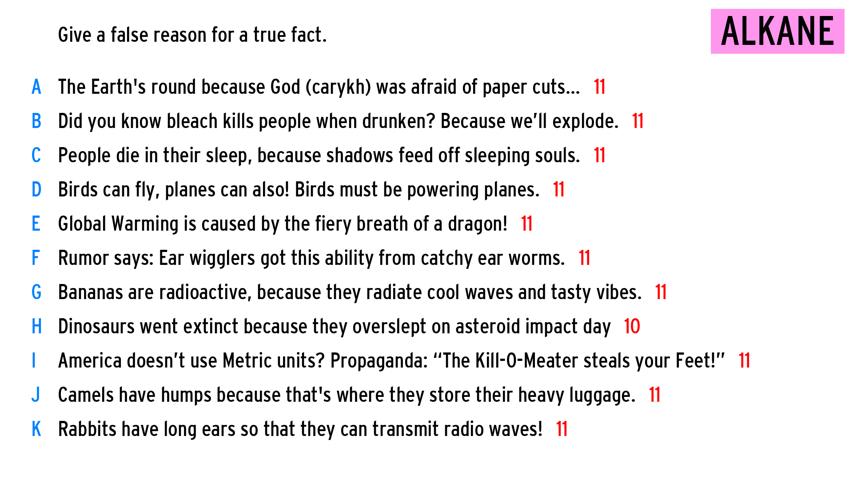 Give a false reason for a true fact.
ALKANE
A The Earth's round because God (carykh) was afraid of paper cuts... 11
B Did you know bleach kills people when drunken? Because we’ll explode. 11
C People die in their sleep, because shadows feed off sleeping souls. 11
D Birds can fly, planes can also! Birds must be powering planes. 11
E Global Warming is caused by the fiery breath of a dragon! 11
F Rumor says: Ear wigglers got this ability from catchy ear worms. 11
G Bananas are radioactive, because they radiate cool waves and tasty vibes. 11
H Dinosaurs went extinct because they overslept on asteroid impact day 10
I America doesn’t use Metric units? Propaganda: “The Kill-O-Meater steals your Feet!” 11
J Camels have humps because that's where they store their heavy luggage. 11
K Rabbits have long ears so that they can transmit radio waves! 11